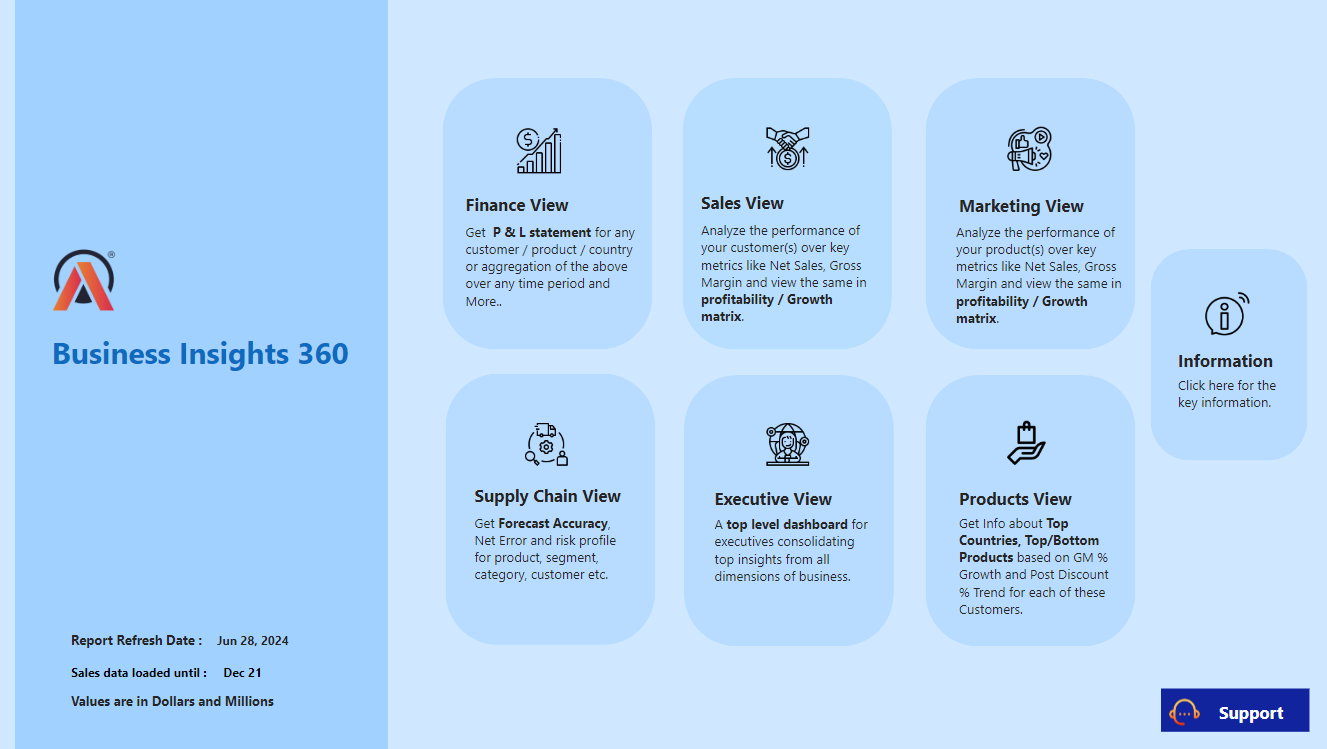 ®
Business Insights 360
Report Refresh Date : Jun 28, 2024
Sales data loaded until : Dec 21
Values are in Dollars and Millions
Finance View
Get P & L statement for any
customer / product / country
or aggregation of the above
over any time period and
More..
Sales View
Analyze the performance of
your customer(s) over key
metrics like Net Sales, Gross
Margin and view the same in
profitability / Growth
matrix.
Marketing View
Analyze the performance of
your product(s) over key
metrics like Net Sales, Gross
Margin and view the same in
profitability / Growth
matrix.
Supply Chain View
Get Forecast Accuracy,
Net Error and risk profile
for product, segment,
category, customer etc.
Executive View
A top level dashboard for
executives consolidating
top insights from all
dimensions of business.
Products View
Get Info about Top
Countries, Top/Bottom
Products based on GM %
Growth and Post Discount
% Trend for each of these
Customers.
Information
Click here for the
key information.
Support